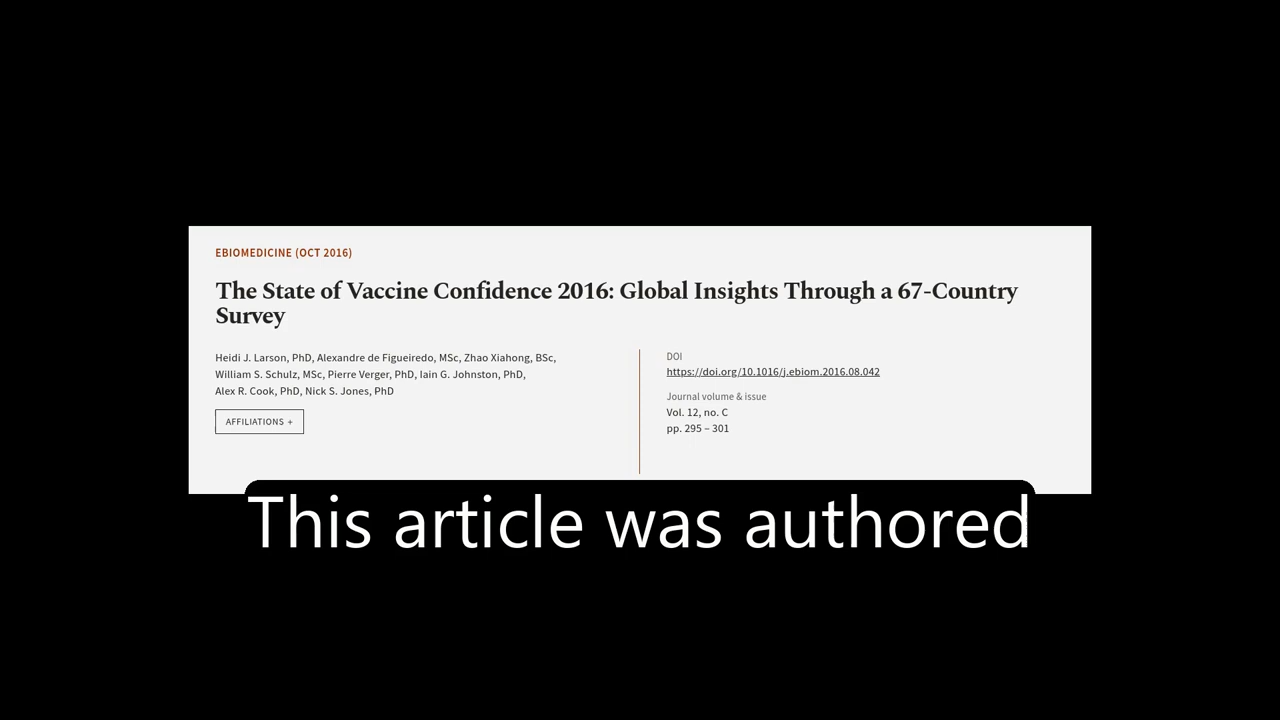 EBIOMEDICINE (OCT 2016)
The State of Vaccine Confidence 2016: Global Insights Through a 67-Country
Survey
Heidi J. Larson, PhD, Alexandre de Figueiredo, MSc, Zhao Xiahong, BSc,
William S. Schulz, MSc, Pierre Verger, PhD, Iain G. Johnston, PhD,
Alex R. Cook, PhD, Nick S. Jones, PhD
AFFILIATIONS +
DOI
https://doi.org/10.1016/j.ebiom.2016.08.042
Journal volume & issue
Vol. 12, no. C
pp. 295 – 301
This article was authored